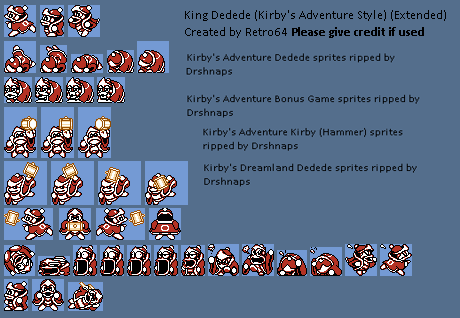 King Dedede (Kirby's Adventure Style) (Extended)
Created by Retro64 Please give credit if used
Kirby's Adventure Dedede sprites ripped by
Drshnaps
Kirby's Adventure Bonus Game sprites ripped by
Drshnaps
Kirby's Adventure Kirby (Hammer) sprites
ripped by Drshnaps
Kirby's Dreamland Dedede sprites ripped by
Drshnaps